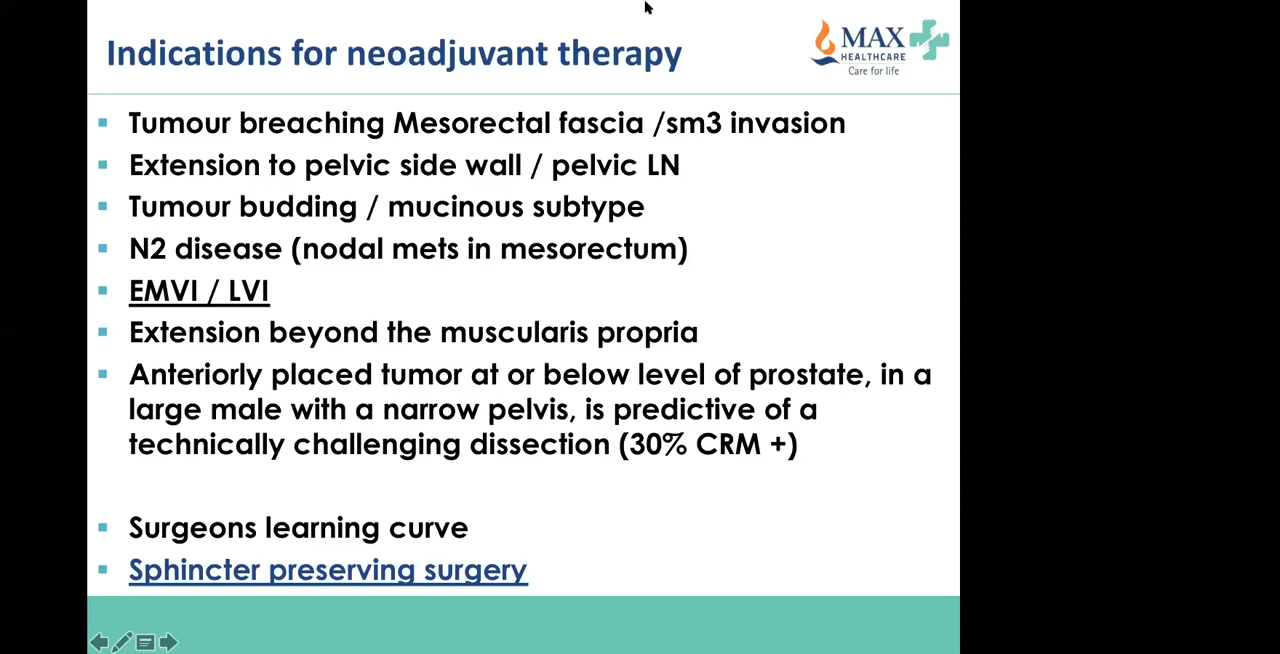 Indications for neoadjuvant therapy
MAX
HEALTHCARE
Care for life
Tumour breaching Mesorectal fascia /sm3 invasion
Extension to pelvic side wall / pelvic LN
Tumour budding / mucinous subtype
N2 disease (nodal mets in mesorectum)
EMVI / LVI
Extension beyond the muscularis propria
Anteriorly placed tumor at or below level of prostate, in a
large male with a narrow pelvis, is predictive of a
technically challenging dissection (30% CRM +)
Surgeons learning curve
Sphincter preserving surgery